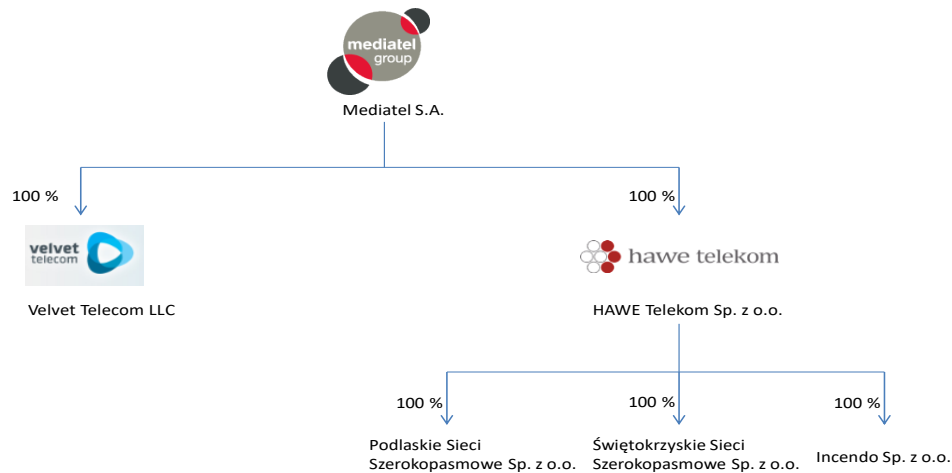 mediatel
group
Mediatel S.A.
100 %
100 %
velvet
telecom
hawe telekom
Velvet Telecom LLC
HAWE Telekom Sp. z o.o.
100 %
100 %
100 %
Podlaskie Sieci
Szerokopasmowe Sp. z o.o.
Świętokrzyskie Sieci
Szerokopasmowe Sp. z o.o.
Incendo Sp. z o.o.